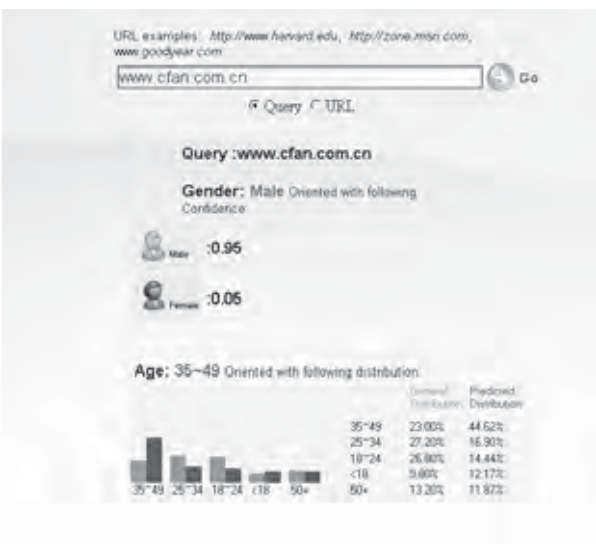 URL examples: http://www.harvard.edu, http://zone.msn.com,
www.goodyear.com
www.cfan.com.cn
Go
Query URL
Query :www.cfan.com.cn
Gender: Male Oriented with following
Confidence
Male :0.95
Female :0.05
Age: 35~49 Oriented with following distribution
General Predicted
Distribution Distribution
35~49 23.00% 44.62%
25~34 27.20% 16.90%
18~24 26.80% 14.44%
<18 9.80% 12.17%
50+ 13.20% 11.87%
35~49 25~34 18~24 <18 50+